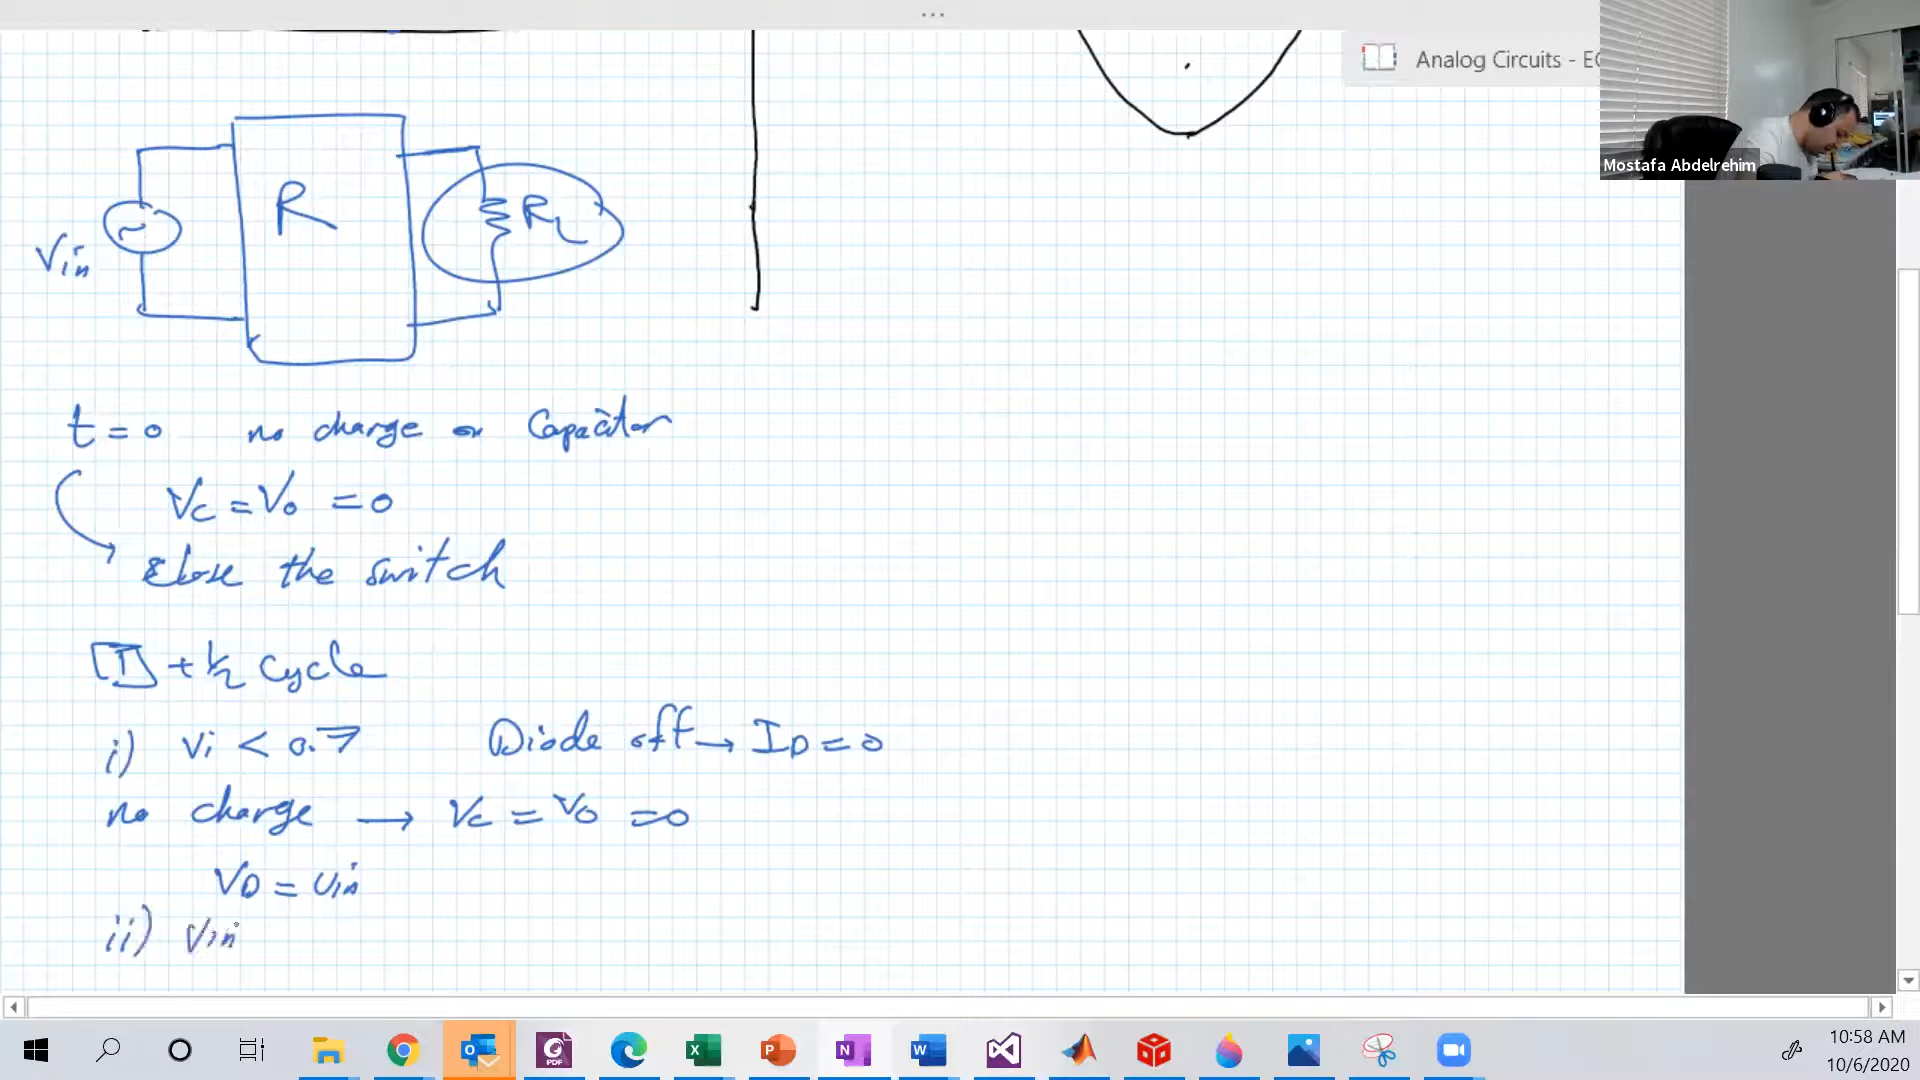 ...
Analog Circuits - EC
Mostafa Abdelrehim
Vin
~
R
RL
t = 0 no charge on Capacitor
Vc = Vo = 0
Close the switch
[1] + 1/2 Cycle
i) Vi < 0.7 Diode off → ID = 0
no charge → Vc = Vo = 0
VD = Vin
ii) Vin
10:58 AM
10/6/2020